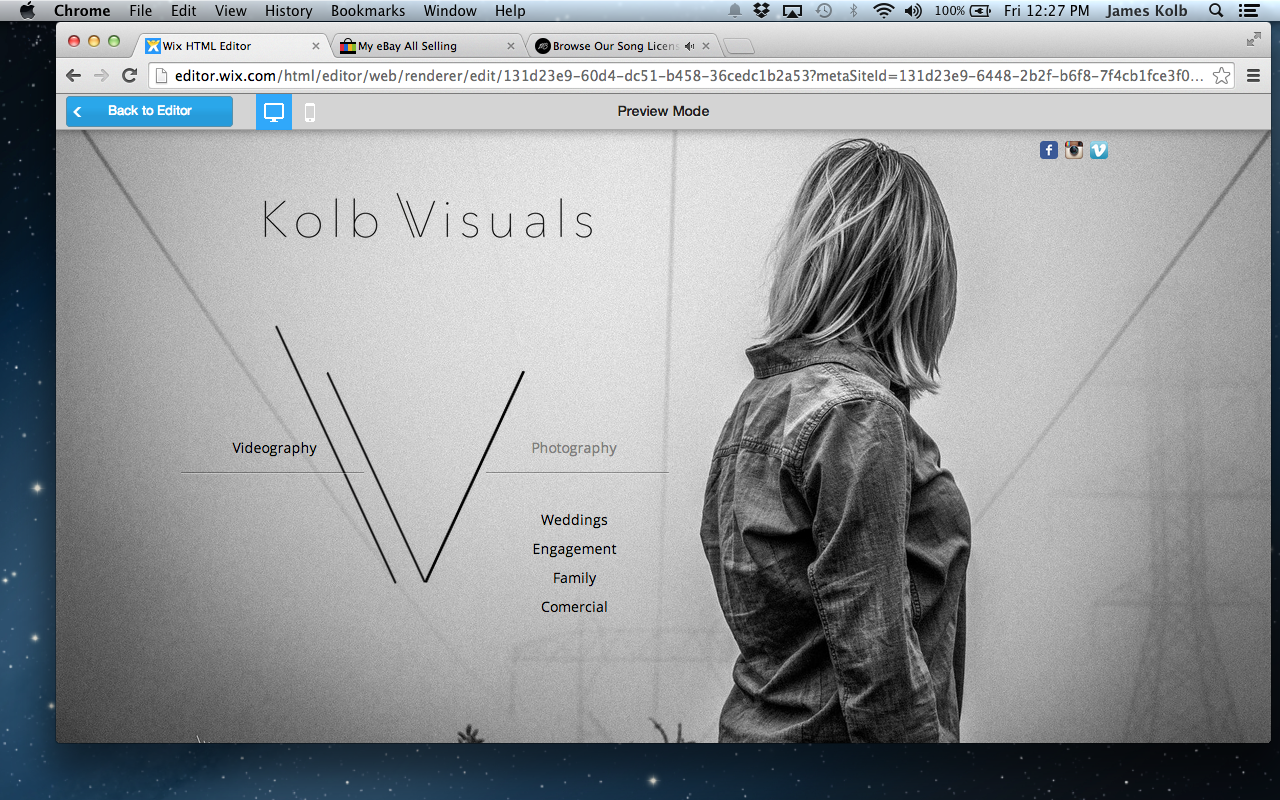 Chrome File Edit View History Bookmarks Window Help 100% Fri 12:27 PM James Kolb
Wix HTML Editor My eBay All Selling Browse Our Song Licens
editor.wix.com/html/editor/web/renderer/edit/131d23e9-60d4-dc51-b458-36cedc1b2a53?metaSiteId=131d23e9-6448-2b2f-b6f8-7f4cb1fce3f0...
Back to Editor Preview Mode
Kolb Visuals
Videography Photography
Weddings
Engagement
Family
Comercial